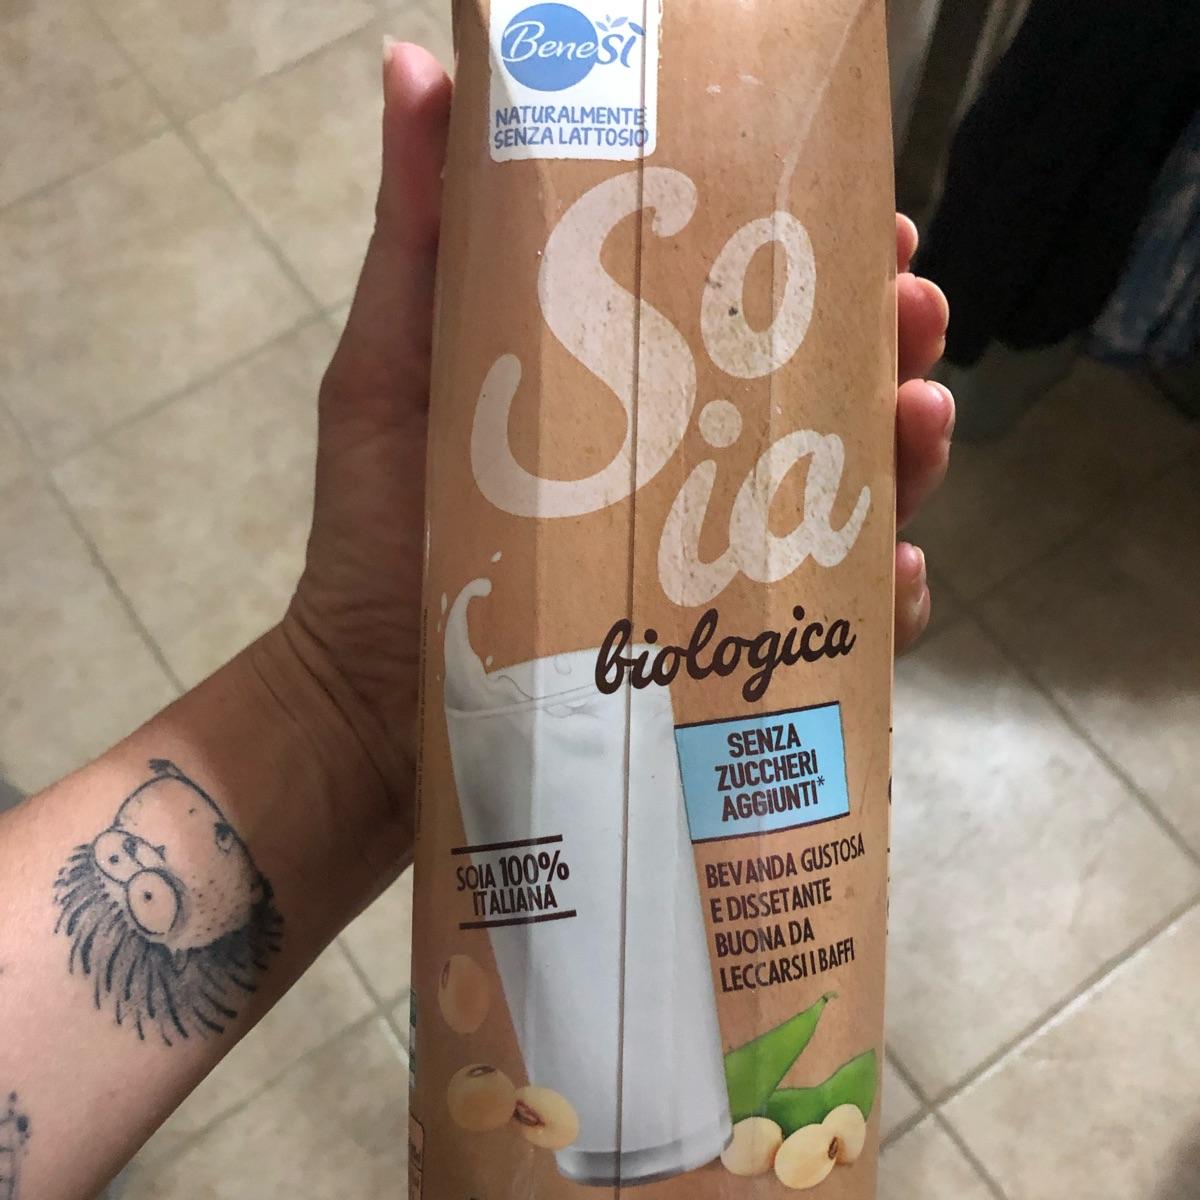 BeneSì
NATURALMENTE
SENZA LATTOSIO
So
ia
biologica
SENZA
ZUCCHERI
AGGIUNTI*
SOIA 100%
ITALIANA
BEVANDA GUSTOSA
E DISSETANTE
BUONA DA
LECCARSI I BAFFI